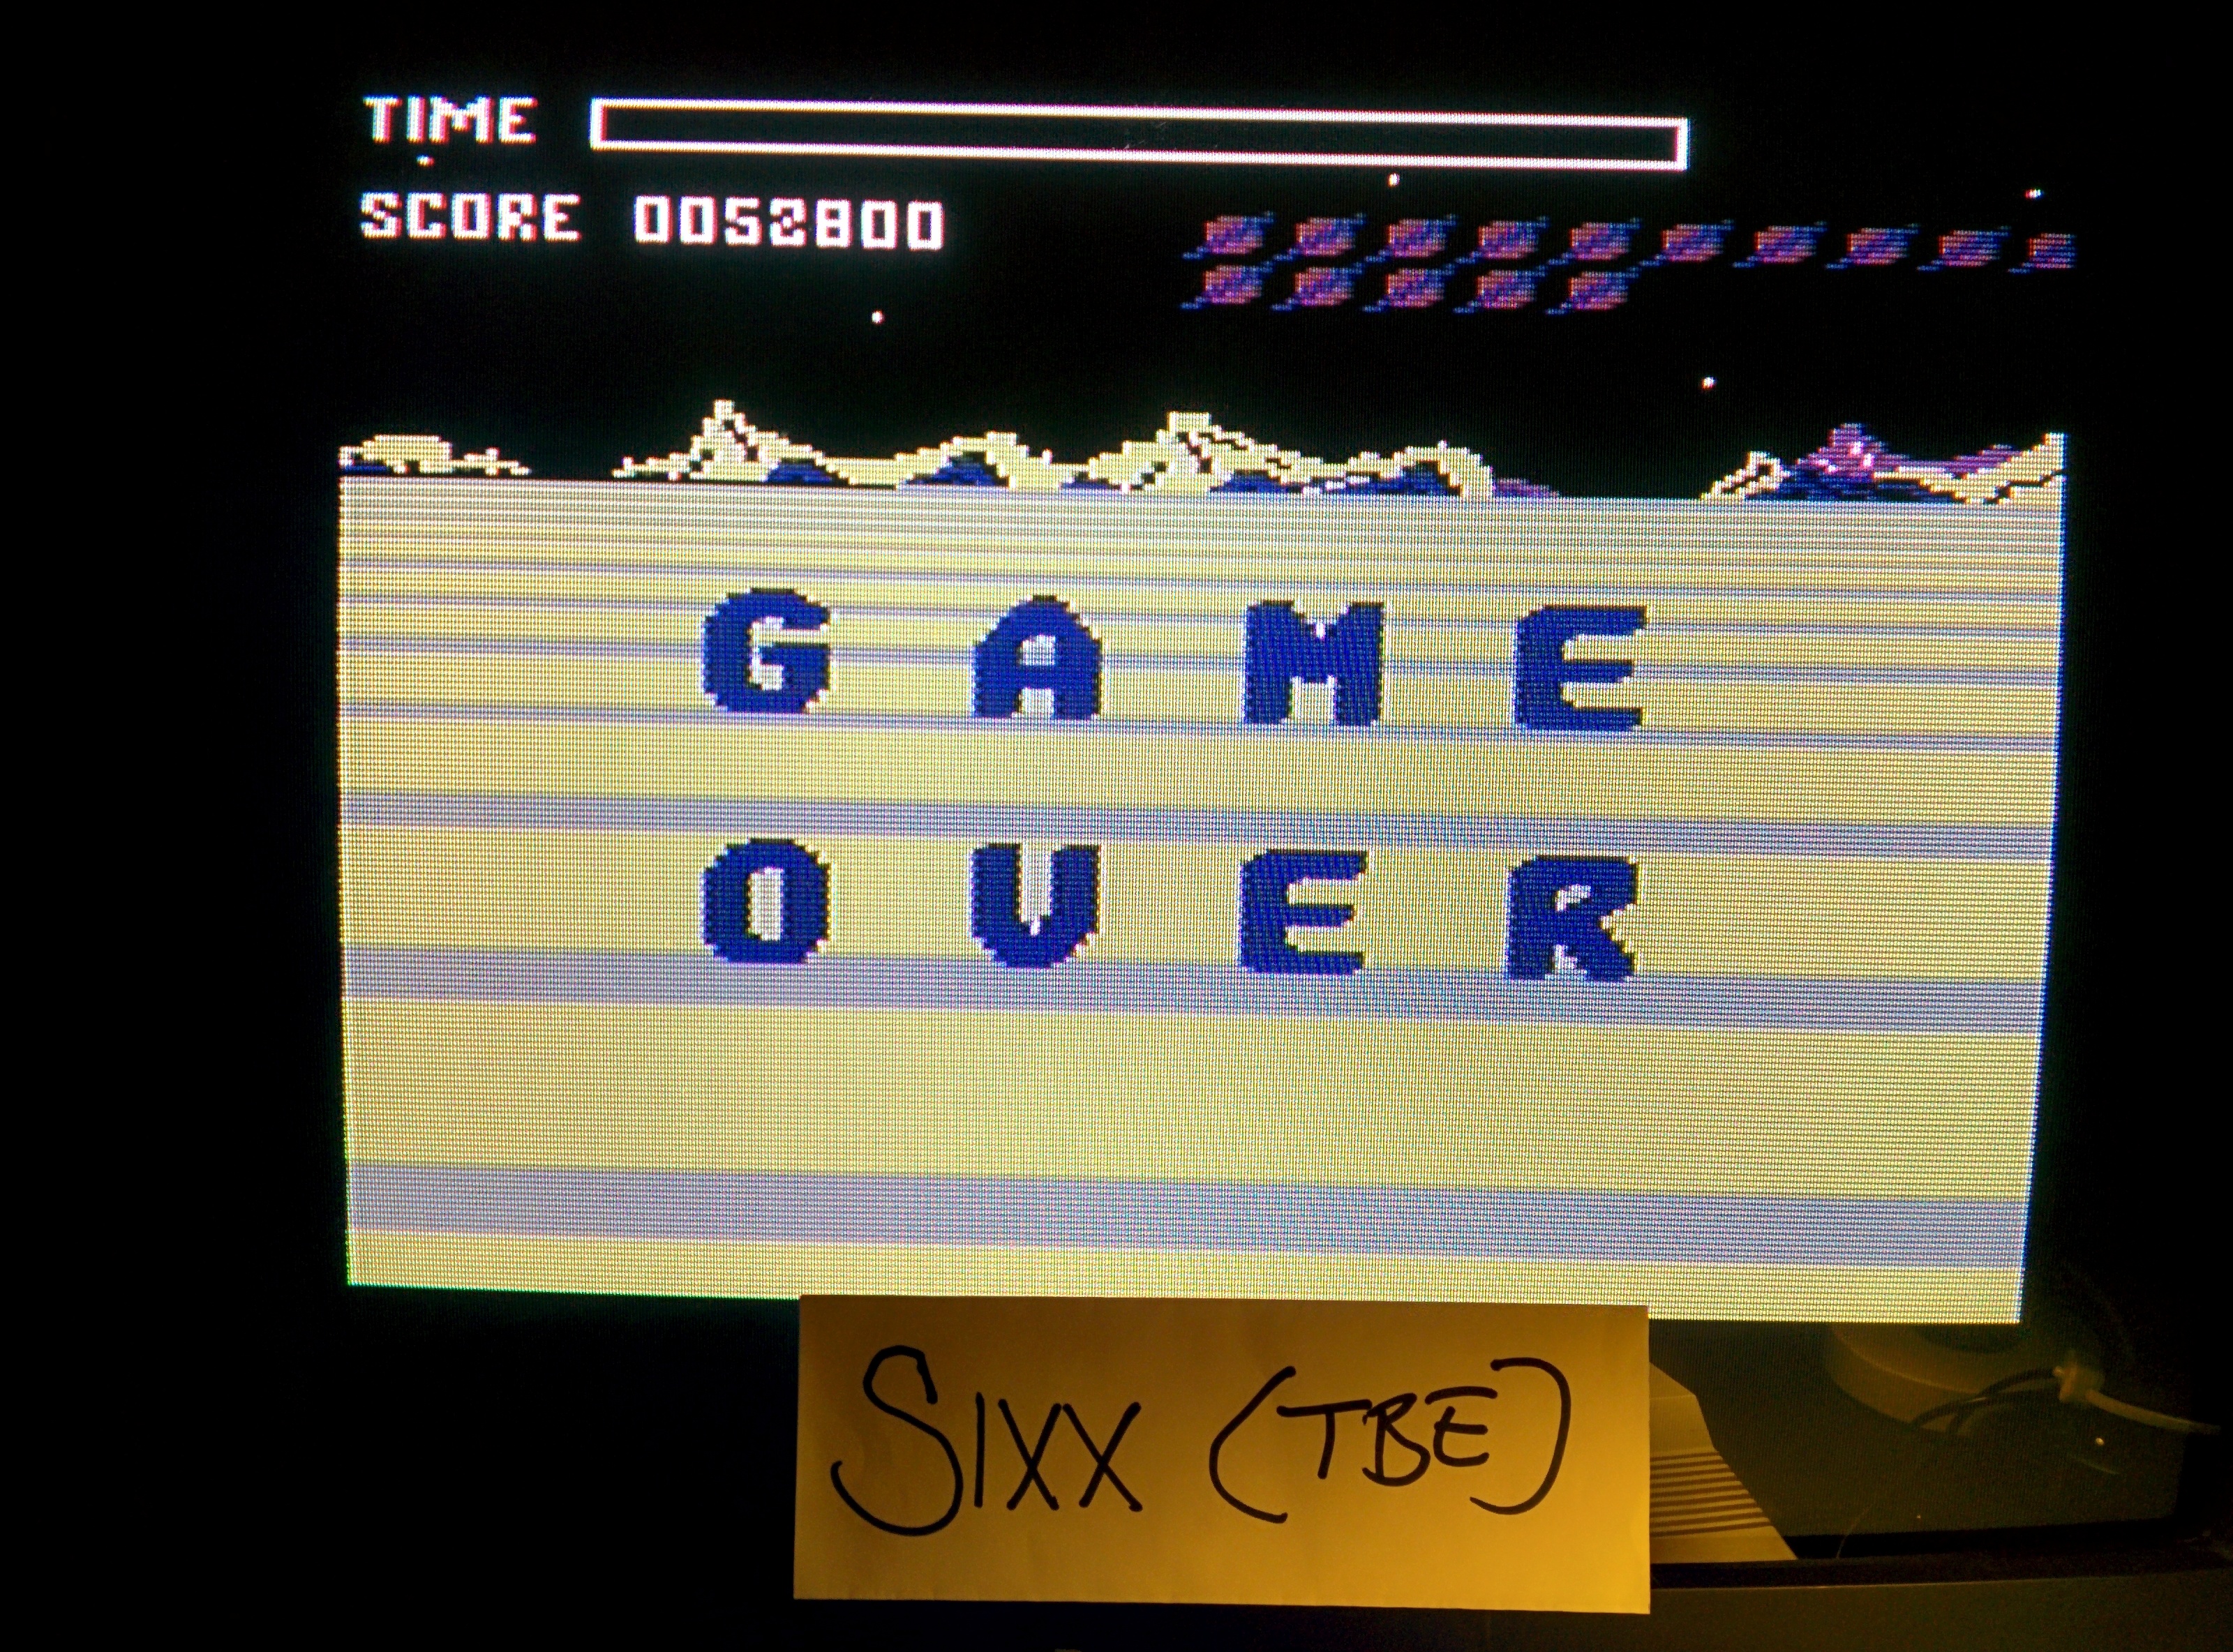 TIME
SCORE 0052800
GAME
OVER
SIXX (TBE)